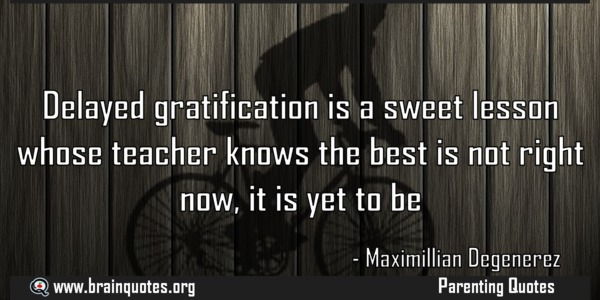 Delayed gratification is a sweet lesson
whose teacher knows the best is not right
now, it is yet to be
- Maximillian Degenerez
www.brainquotes.org
Parenting Quotes